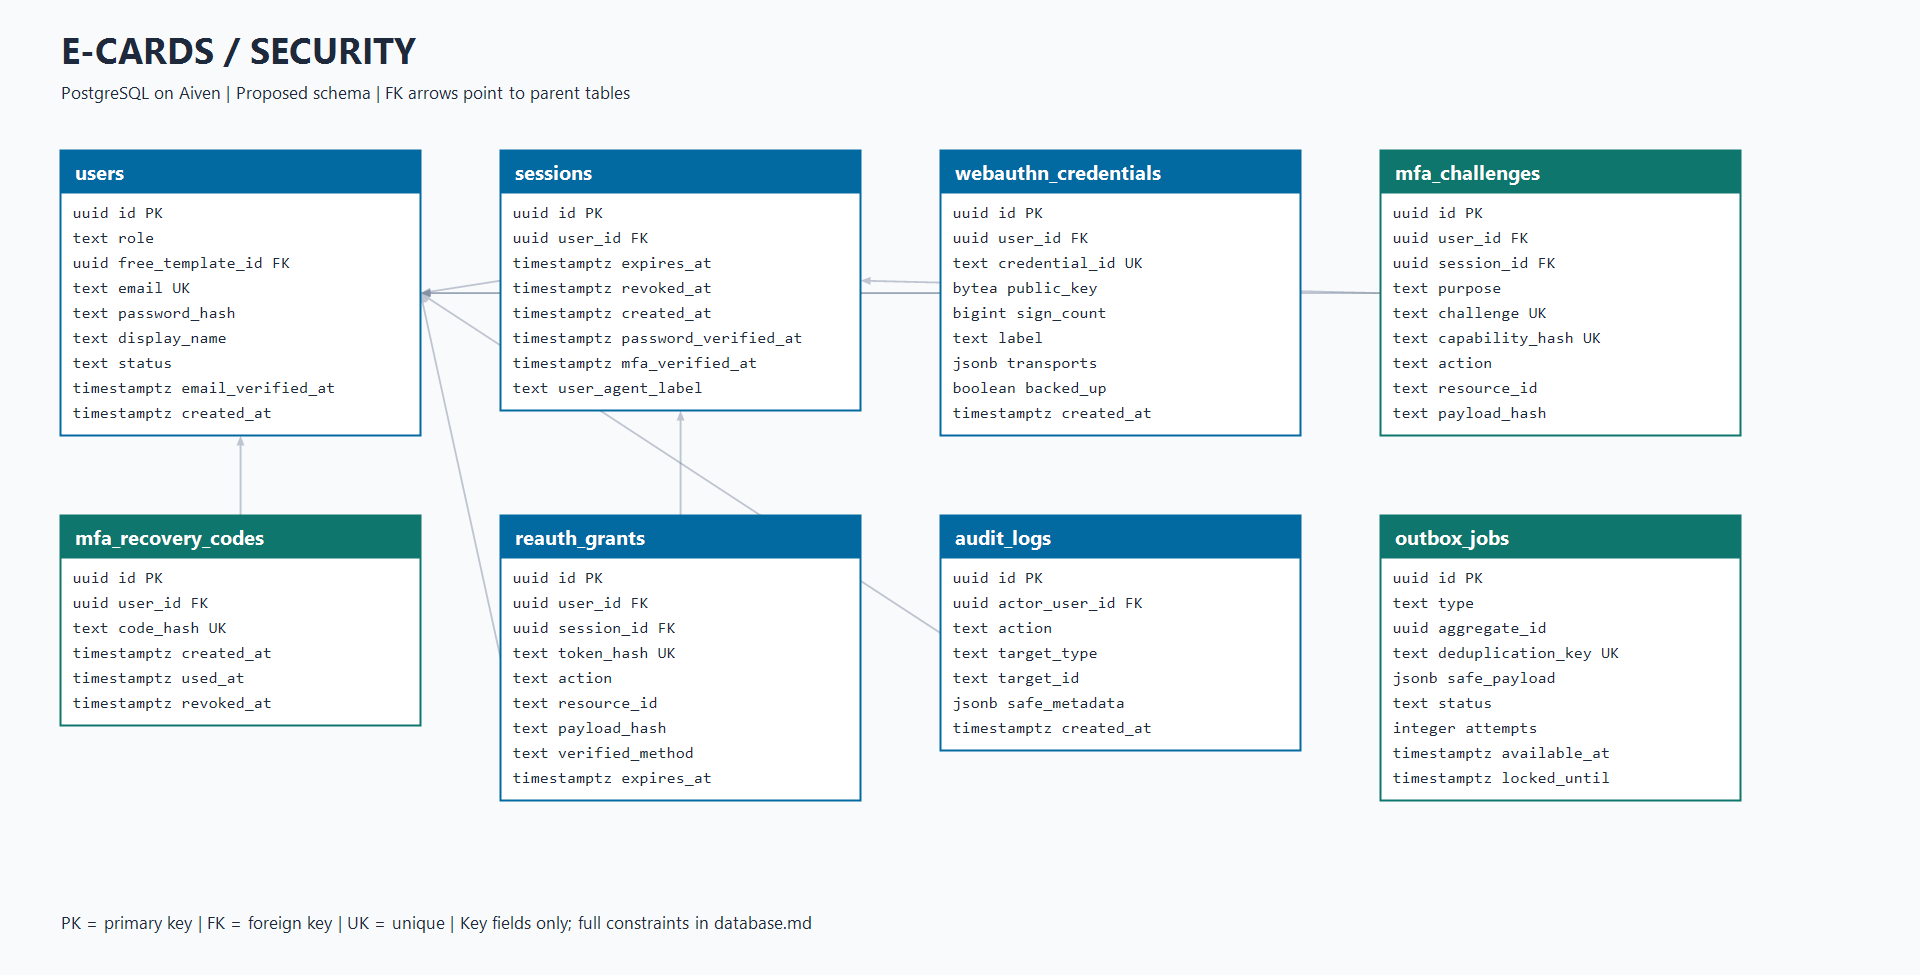 E-CARDS / SECURITY
PostgreSQL on Aiven | Proposed schema | FK arrows point to parent tables
users
uuid id PK
text role
uuid free_template_id FK
text email UK
text password_hash
text display_name
text status
timestamptz email_verified_at
timestamptz created_at
sessions
uuid id PK
uuid user_id FK
timestamptz expires_at
timestamptz revoked_at
timestamptz created_at
timestamptz password_verified_at
timestamptz mfa_verified_at
text user_agent_label
webauthn_credentials
uuid id PK
uuid user_id FK
text credential_id UK
bytea public_key
bigint sign_count
text label
jsonb transports
boolean backed_up
timestamptz created_at
mfa_challenges
uuid id PK
uuid user_id FK
uuid session_id FK
text purpose
text challenge UK
text capability_hash UK
text action
text resource_id
text payload_hash
mfa_recovery_codes
uuid id PK
uuid user_id FK
text code_hash UK
timestamptz created_at
timestamptz used_at
timestamptz revoked_at
reauth_grants
uuid id PK
uuid user_id FK
uuid session_id FK
text token_hash UK
text action
text resource_id
text payload_hash
text verified_method
timestamptz expires_at
audit_logs
uuid id PK
uuid actor_user_id FK
text action
text target_type
text target_id
jsonb safe_metadata
timestamptz created_at
outbox_jobs
uuid id PK
text type
uuid aggregate_id
text deduplication_key UK
jsonb safe_payload
text status
integer attempts
timestamptz available_at
timestamptz locked_until
PK = primary key | FK = foreign key | UK = unique | Key fields only; full constraints in database.md